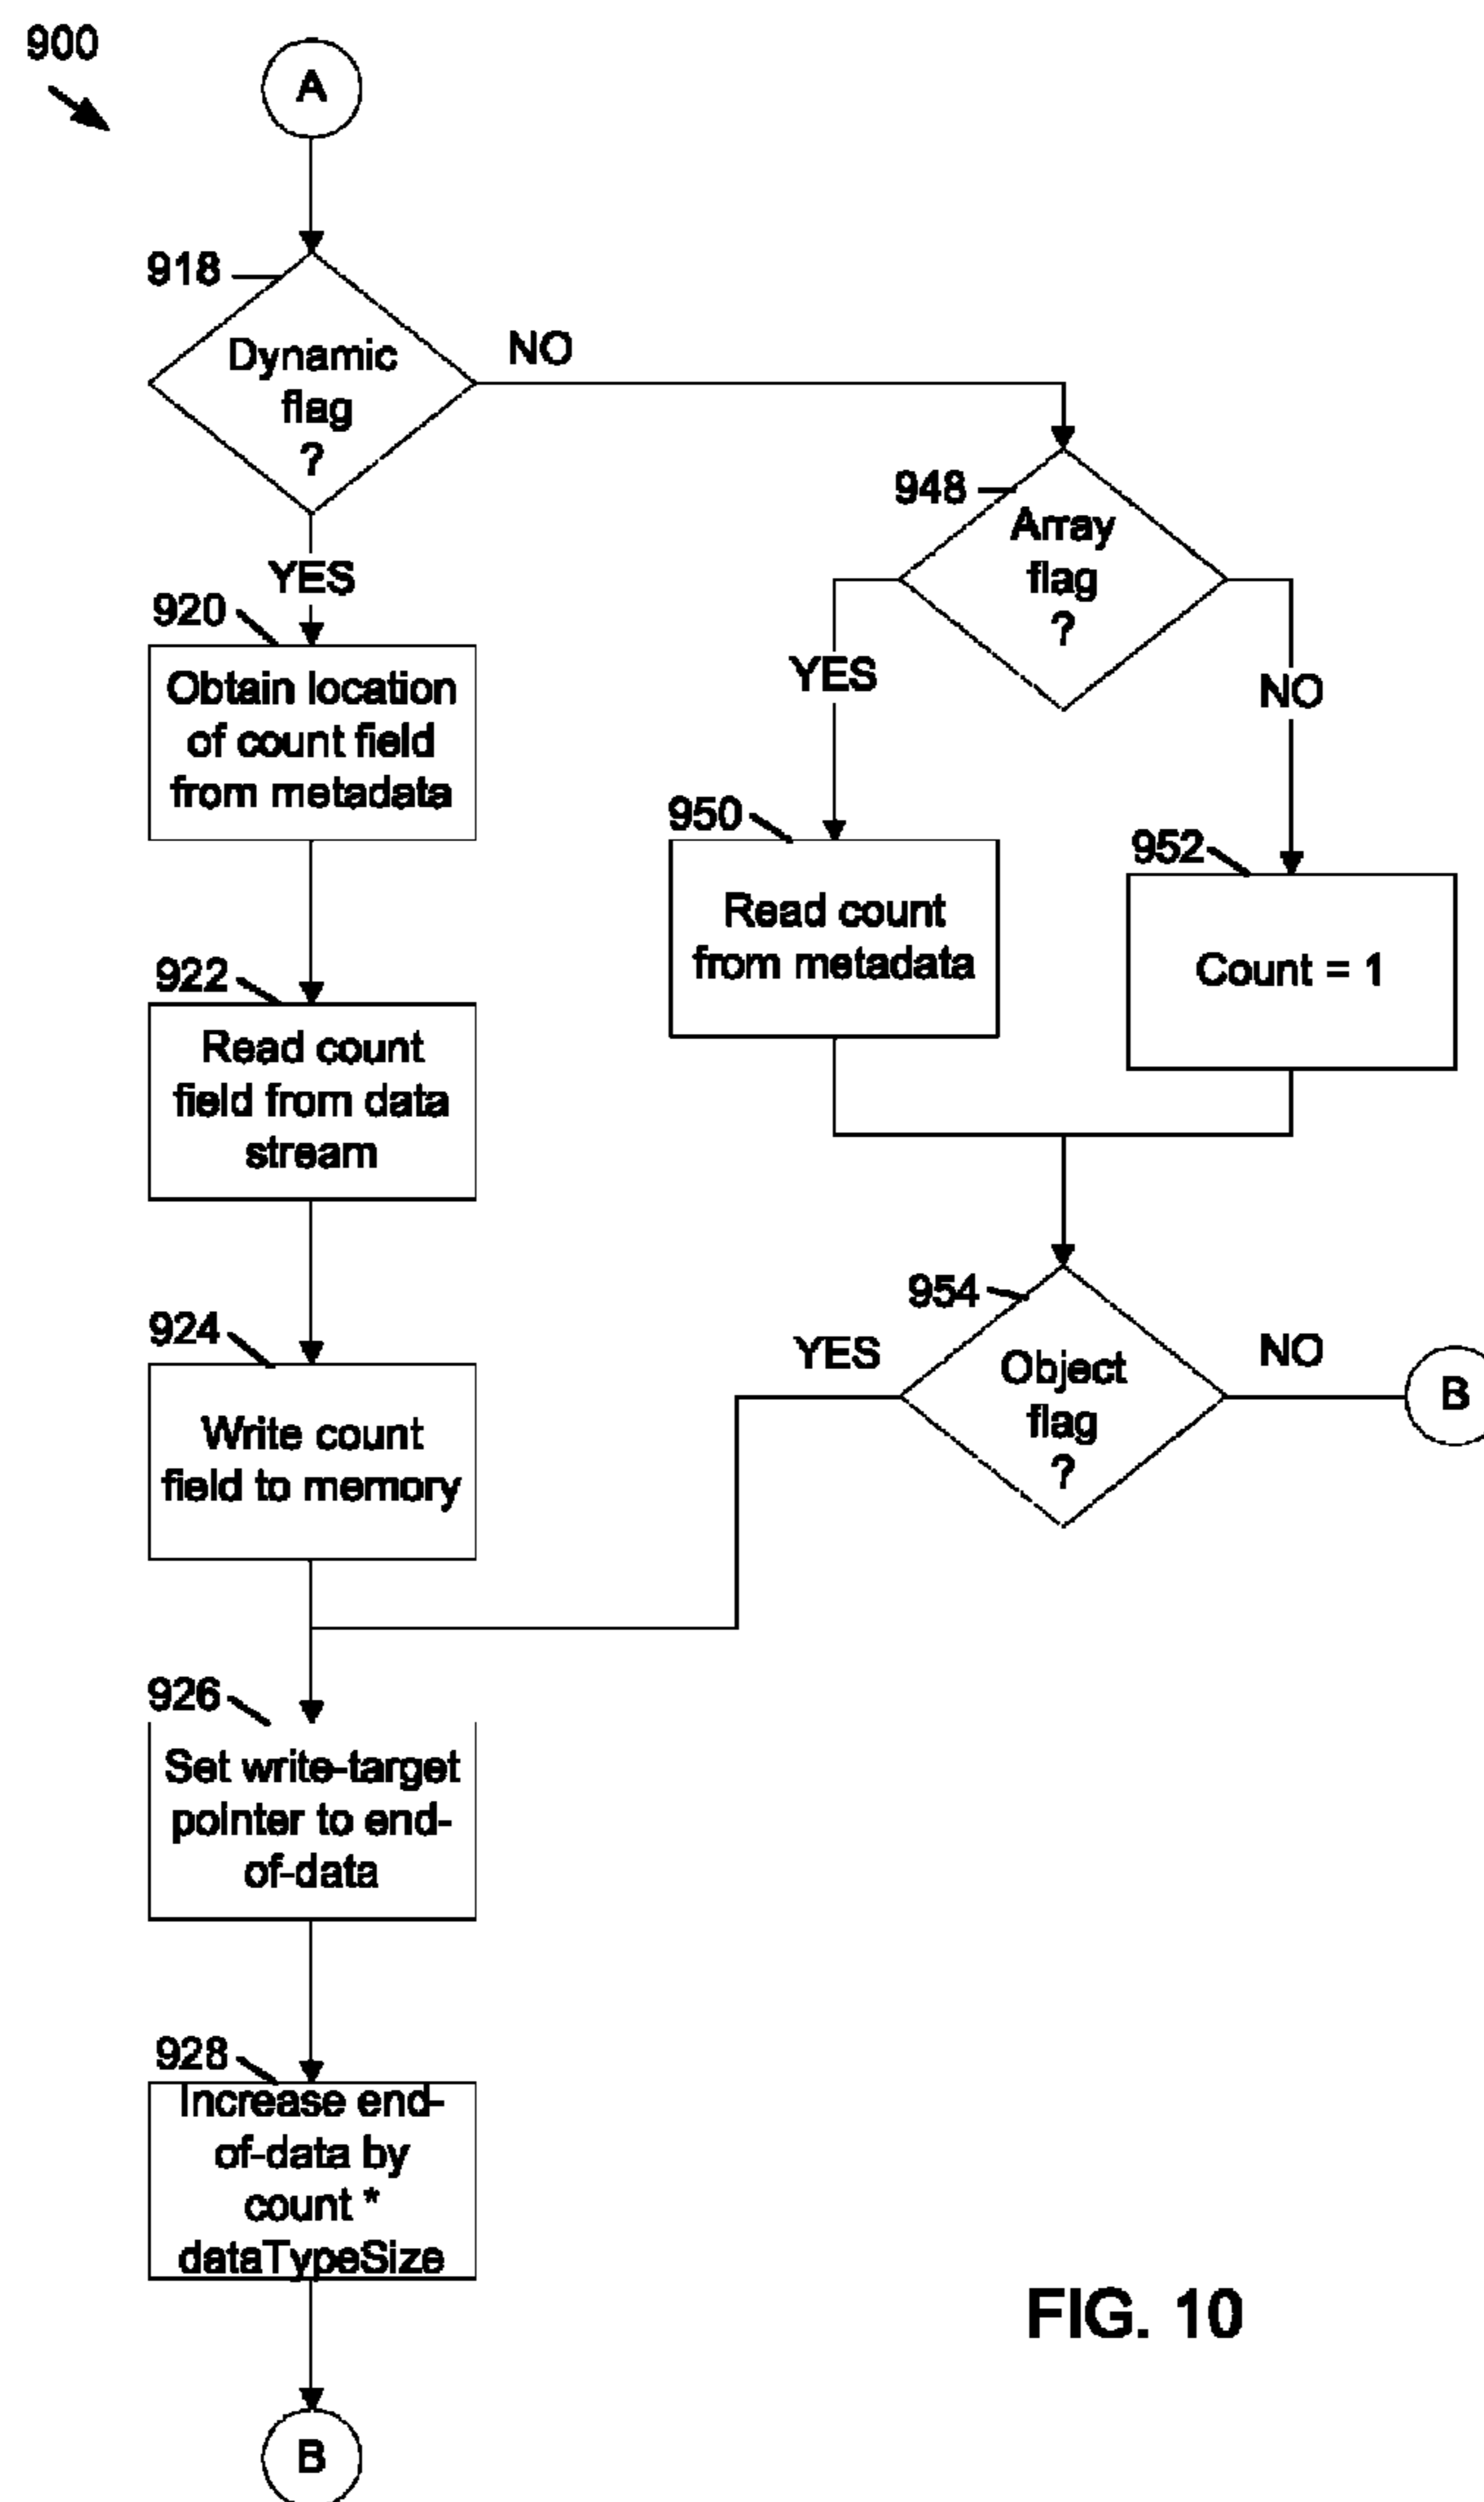 900
A
918
Dynamic
flag
?
NO
YES
948
Array
flag
?
YES
NO
920
Obtain location
of count field
from metadata
950
Read count
from metadata
952
Count = 1
922
Read count
field from data
stream
954
Object
flag
?
YES
NO
B
924
Write count
field to memory
926
Set write-target
pointer to end-
of-data
928
Increase end-
of-data by
count *
dataTypeSize
B
FIG. 10